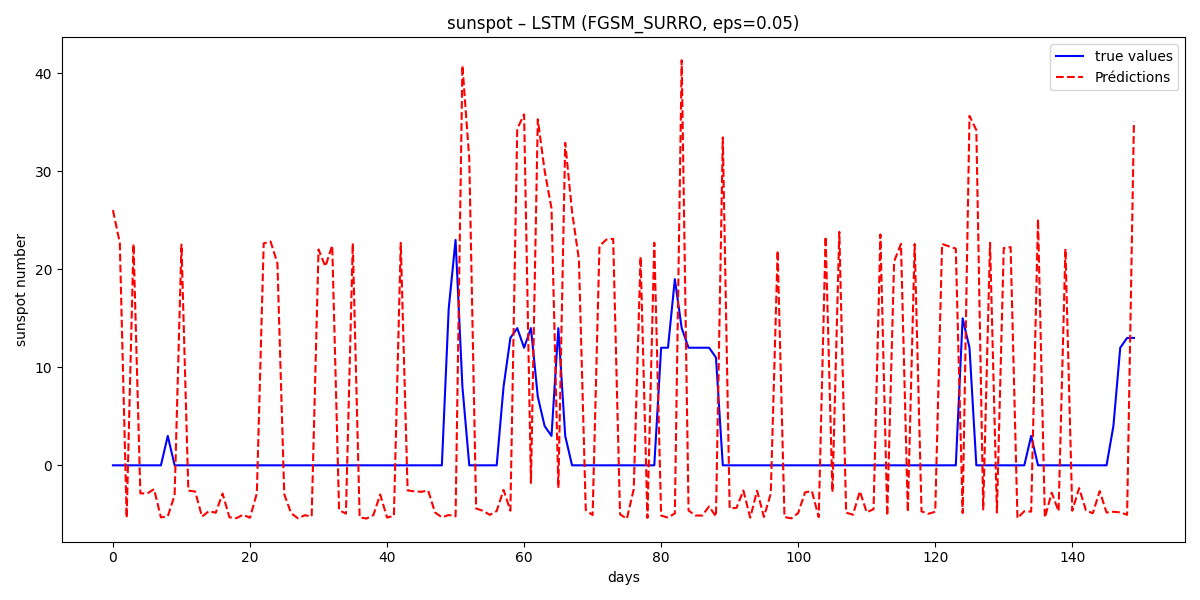 sunspot – LSTM (FGSM_SURRO, eps=0.05)
true values
Prédictions
sunspot number
40
30
20
10
0
0 20 40 60 80 100 120 140
days